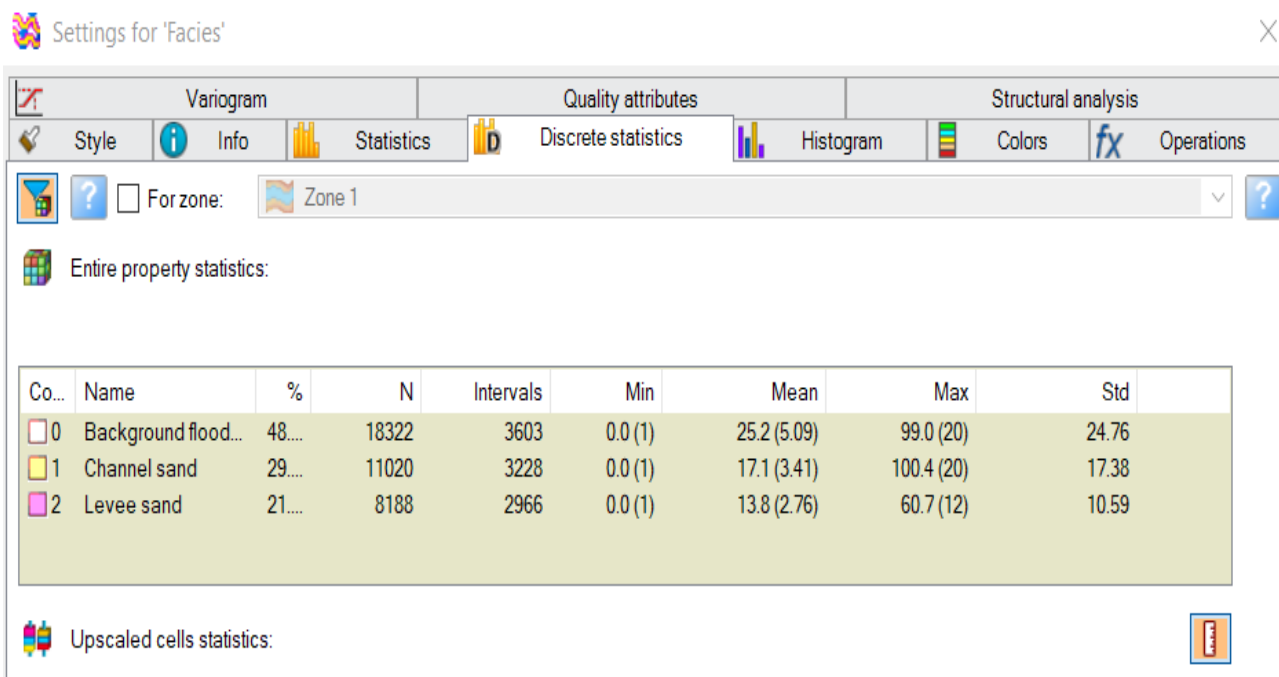 Settings for 'Facies'
Variogram Quality attributes Structural analysis
Style Info Statistics D Discrete statistics Histogram Colors fx Operations
? For zone: Zone 1 ?
Entire property statistics:
Co... Name % N Intervals Min Mean Max Std
0 Background flood... 48.... 18322 3603 0.0 (1) 25.2 (5.09) 99.0 (20) 24.76
1 Channel sand 29.... 11020 3228 0.0 (1) 17.1 (3.41) 100.4 (20) 17.38
2 Levee sand 21.... 8188 2966 0.0 (1) 13.8 (2.76) 60.7 (12) 10.59
Upscaled cells statistics: